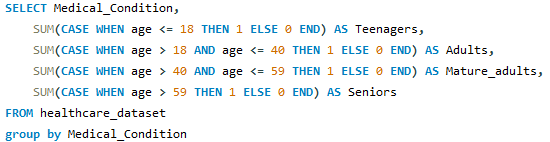 SELECT Medical_Condition,
SUM(CASE WHEN age <= 18 THEN 1 ELSE 0 END) AS Teenagers,
SUM(CASE WHEN age > 18 AND age <= 40 THEN 1 ELSE 0 END) AS Adults,
SUM(CASE WHEN age > 40 AND age <= 59 THEN 1 ELSE 0 END) AS Mature_adults,
SUM(CASE WHEN age > 59 THEN 1 ELSE 0 END) AS Seniors
FROM healthcare_dataset
group by Medical_Condition